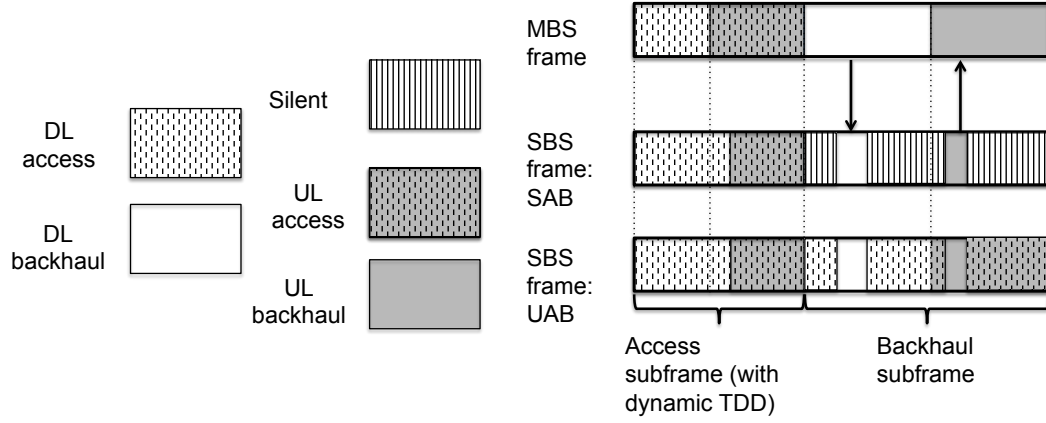 DL
access
DL
backhaul
Silent
UL
access
UL
backhaul
MBS
frame
SBS
frame:
SAB
SBS
frame:
UAB
Access
subframe (with
dynamic TDD)
Backhaul
subframe